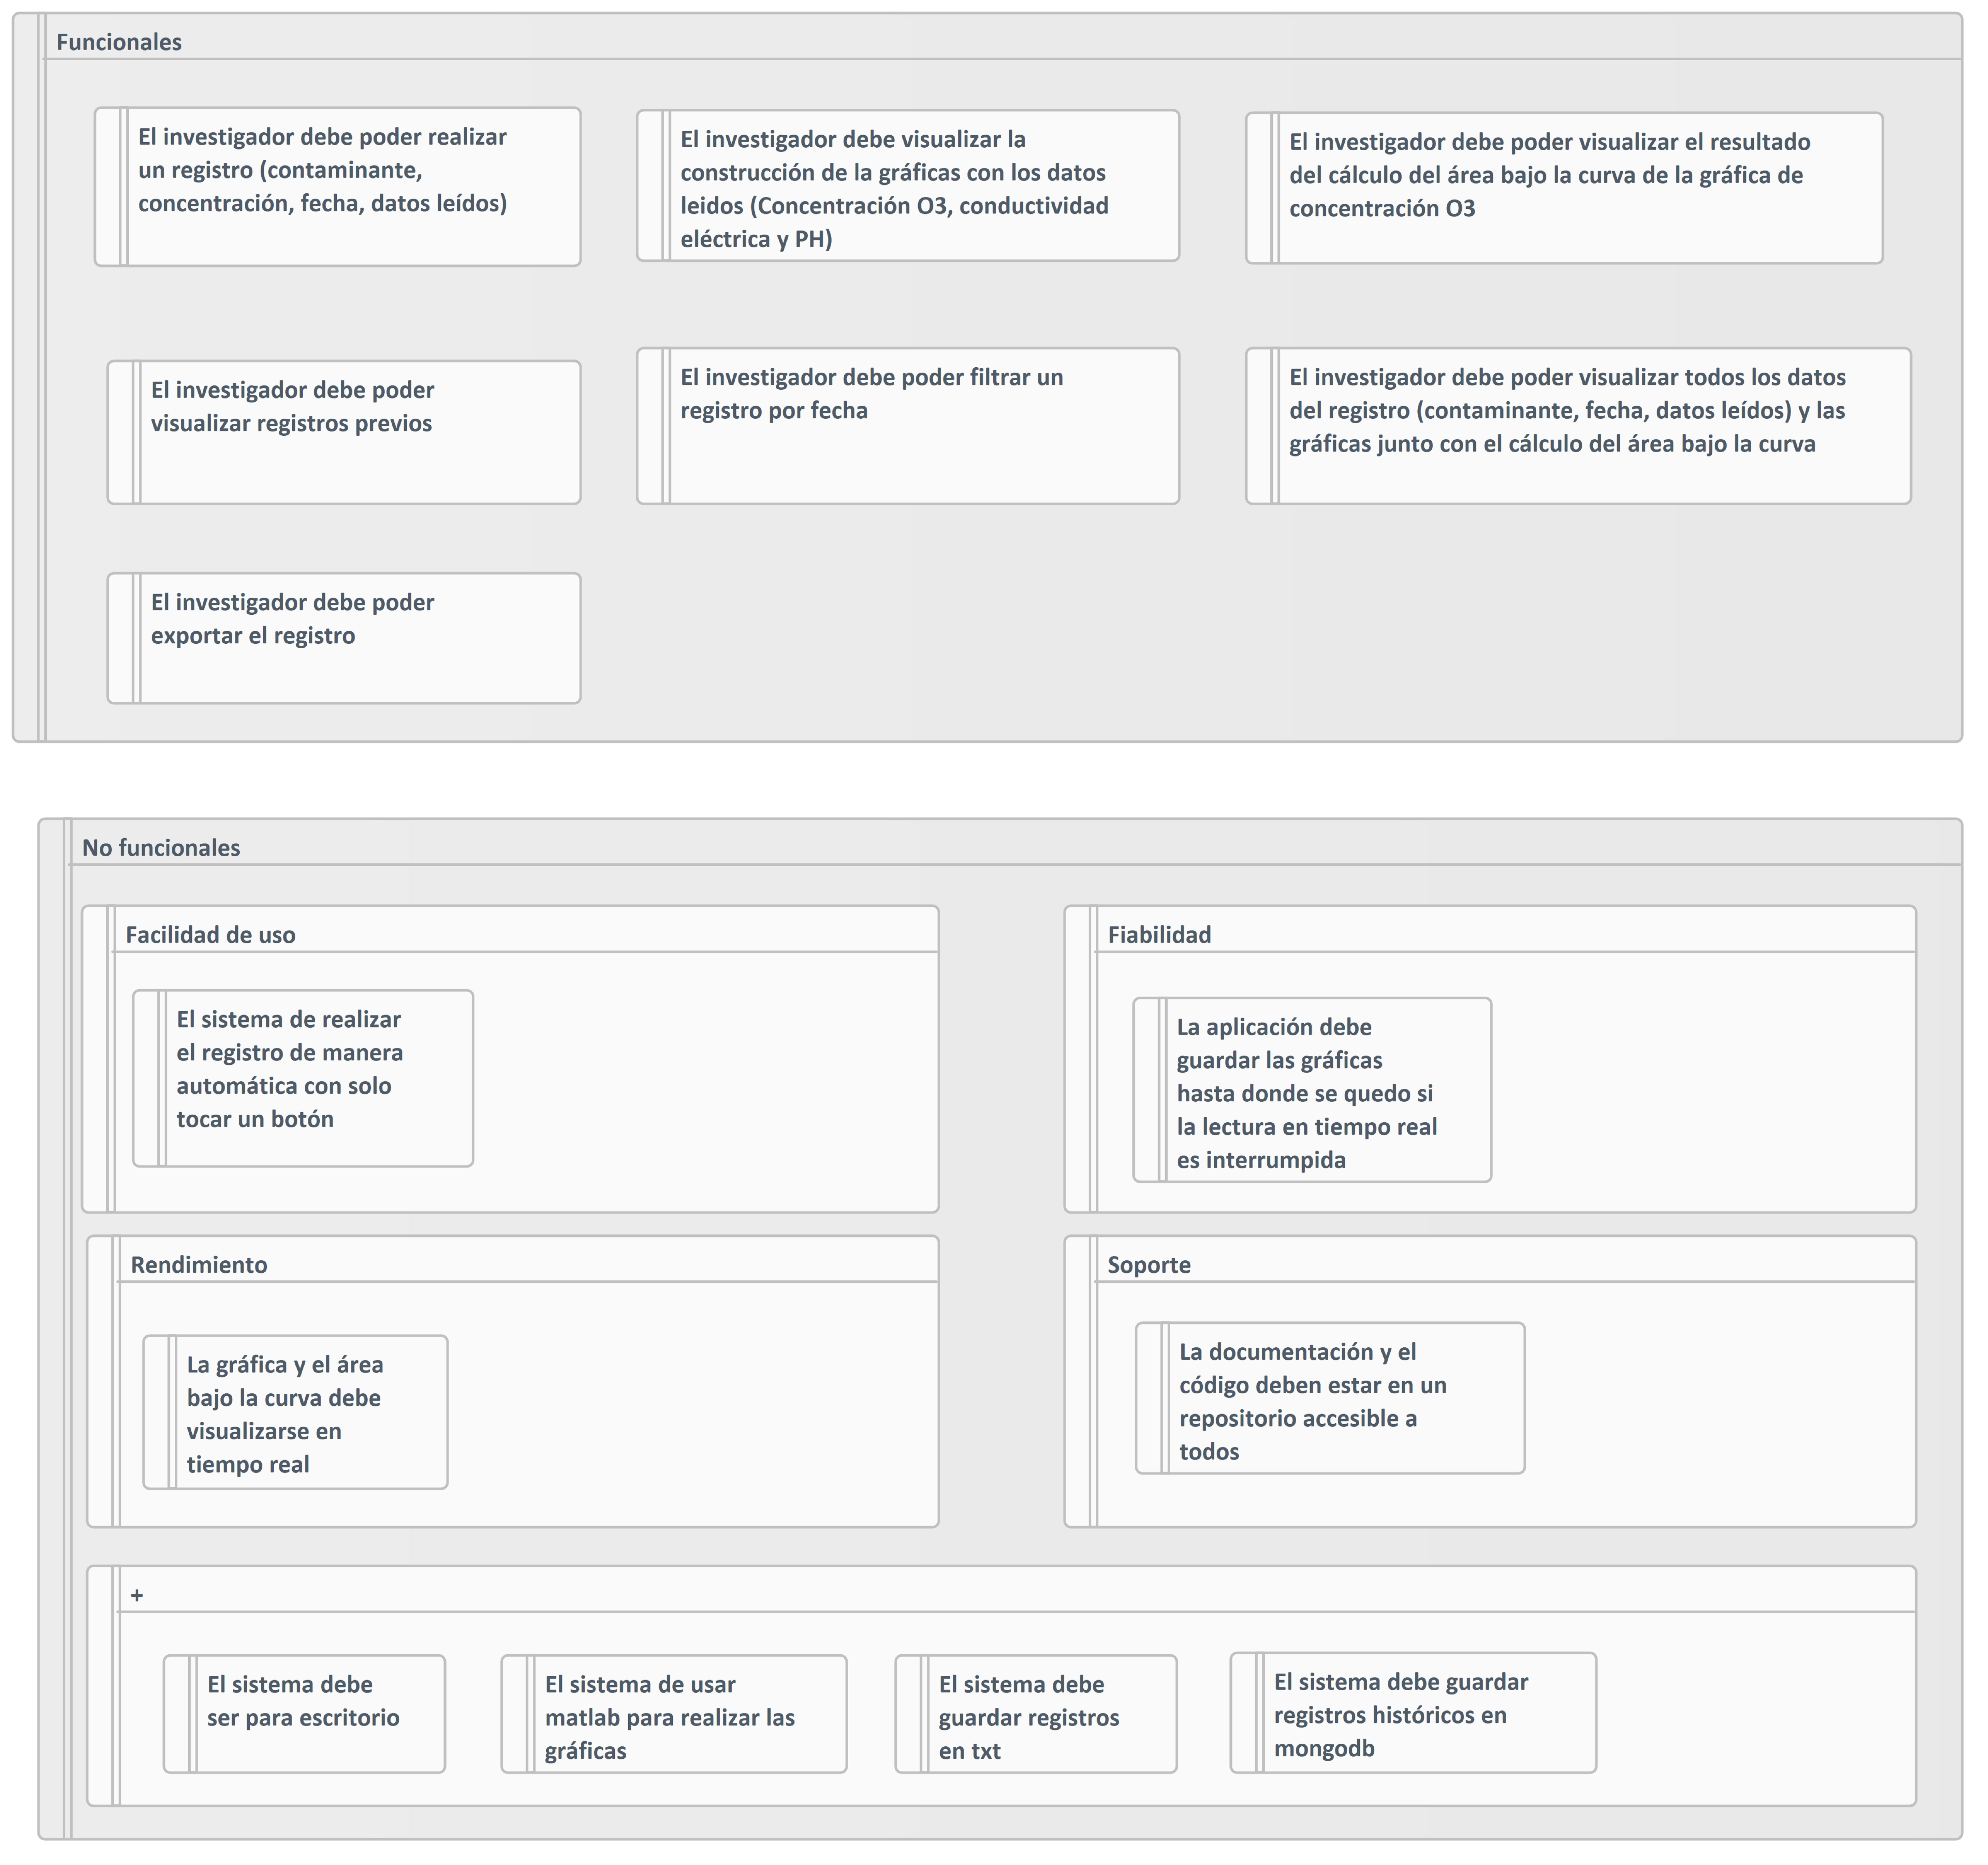 Funcionales
El investigador debe poder realizar
un registro (contaminante,
concentración, fecha, datos leídos)
El investigador debe visualizar la
construcción de la gráficas con los datos
leidos (Concentración O3, conductividad
eléctrica y PH)
El investigador debe poder visualizar el resultado
del cálculo del área bajo la curva de la gráfica de
concentración O3
El investigador debe poder
visualizar registros previos
El investigador debe poder filtrar un
registro por fecha
El investigador debe poder visualizar todos los datos
del registro (contaminante, fecha, datos leídos) y las
gráficas junto con el cálculo del área bajo la curva
El investigador debe poder
exportar el registro
No funcionales
Facilidad de uso
El sistema de realizar
el registro de manera
automática con solo
tocar un botón
Fiabilidad
La aplicación debe
guardar las gráficas
hasta donde se quedo si
la lectura en tiempo real
es interrumpida
Rendimiento
La gráfica y el área
bajo la curva debe
visualizarse en
tiempo real
Soporte
La documentación y el
código deben estar en un
repositorio accesible a
todos
+
El sistema debe
ser para escritorio
El sistema de usar
matlab para realizar las
gráficas
El sistema debe
guardar registros
en txt
El sistema debe guardar
registros históricos en
mongodb